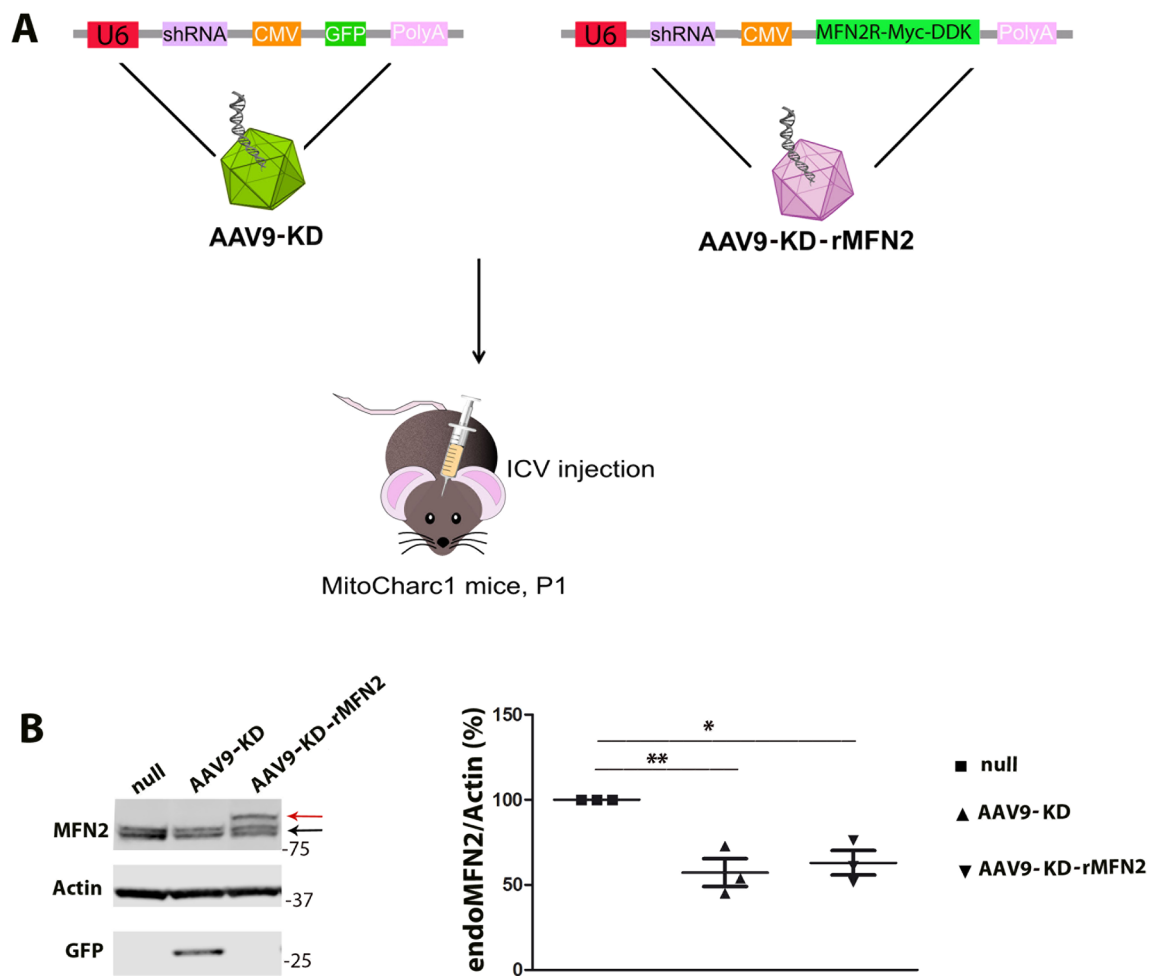 A
U6 shRNA CMV GFP PolyA
U6 shRNA CMV MFN2R-Myc-DDK PolyA
AAV9-KD
AAV9-KD-rMFN2
ICV injection
MitoCharc1 mice, P1
B
null
AAV9-KD
AAV9-KD-rMFN2
MFN2
-75
Actin
-37
GFP
-25
endoMFN2/Actin (%)
150
100
50
0
*
**
null
AAV9-KD
AAV9-KD-rMFN2